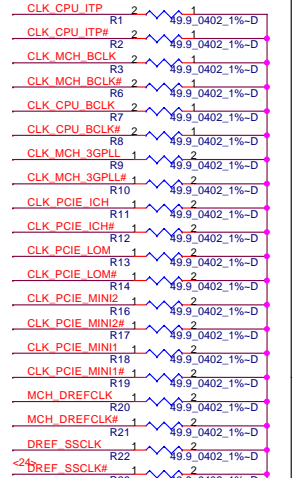 CLK_CPU_ITP 2 1
R1 49.9_0402_1%~D
CLK_CPU_ITP# 2 1
R2 49.9_0402_1%~D
CLK_MCH_BCLK 2 1
R3 49.9_0402_1%~D
CLK_MCH_BCLK# 2 1
R6 49.9_0402_1%~D
CLK_CPU_BCLK 2 1
R7 49.9_0402_1%~D
CLK_CPU_BCLK# 2 1
R8 49.9_0402_1%~D
CLK_MCH_3GPLL 1 2
R9 49.9_0402_1%~D
CLK_MCH_3GPLL# 1 2
R10 49.9_0402_1%~D
CLK_PCIE_ICH 1 2
R11 49.9_0402_1%~D
CLK_PCIE_ICH# 1 2
R12 49.9_0402_1%~D
CLK_PCIE_LOM 1 2
R13 49.9_0402_1%~D
CLK_PCIE_LOM# 1 2
R14 49.9_0402_1%~D
CLK_PCIE_MINI2 1 2
R16 49.9_0402_1%~D
CLK_PCIE_MINI2# 1 2
R17 49.9_0402_1%~D
CLK_PCIE_MINI1 1 2
R18 49.9_0402_1%~D
CLK_PCIE_MINI1# 1 2
R19 49.9_0402_1%~D
MCH_DREFCLK 1 2
R20 49.9_0402_1%~D
MCH_DREFCLK# 1 2
R21 49.9_0402_1%~D
DREF_SSCLK 1 2
R22 49.9_0402_1%~D
<24>
DREF_SSCLK# 1 2